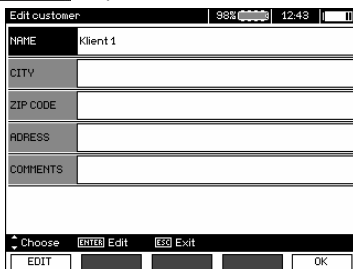 Edit customer 98% 12:43
NAME Klient 1
CITY
ZIP CODE
ADRESS
COMMENTS
Choose ENTER Edit ESC Exit
EDIT OK